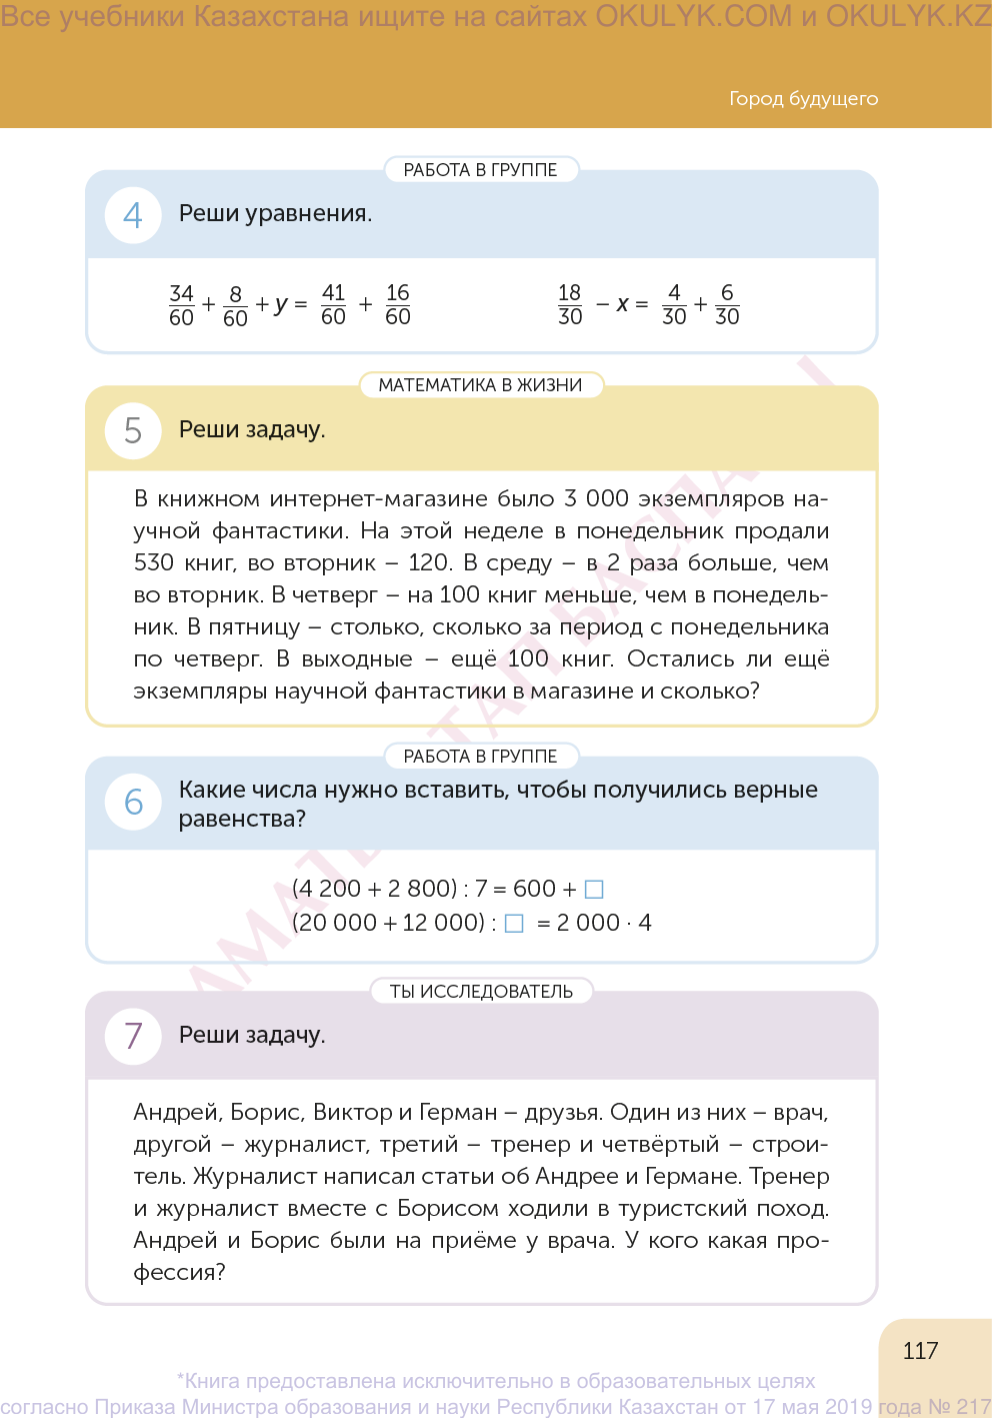 Все учебники Казахстана ищите на сайтах OKULYK.COM и OKULYK.KZ
Город будущего
РАБОТА В ГРУППЕ
4 Реши уравнения.
34/60 + 8/60 + y = 41/60 + 16/60    18/30 – x = 4/30 + 6/30
МАТЕМАТИКА В ЖИЗНИ
5 Реши задачу.
В книжном интернет-магазине было 3 000 экземпляров на-
учной фантастики. На этой неделе в понедельник продали
530 книг, во вторник – 120. В среду – в 2 раза больше, чем
во вторник. В четверг – на 100 книг меньше, чем в понедель-
ник. В пятницу – столько, сколько за период с понедельника
по четверг. В выходные – ещё 100 книг. Остались ли ещё
экземпляры научной фантастики в магазине и сколько?
РАБОТА В ГРУППЕ
6 Какие числа нужно вставить, чтобы получились верные
равенства?
(4 200 + 2 800) : 7 = 600 + □
(20 000 + 12 000) : □ = 2 000 · 4
ТЫ ИССЛЕДОВАТЕЛЬ
7 Реши задачу.
Андрей, Борис, Виктор и Герман – друзья. Один из них – врач,
другой – журналист, третий – тренер и четвёртый – строи-
тель. Журналист написал статьи об Андрее и Германе. Тренер
и журналист вместе с Борисом ходили в туристский поход.
Андрей и Борис были на приёме у врача. У кого какая про-
фессия?
117
*Книга предоставлена исключительно в образовательных целях
согласно Приказа Министра образования и науки Республики Казахстан от 17 мая 2019 года № 217